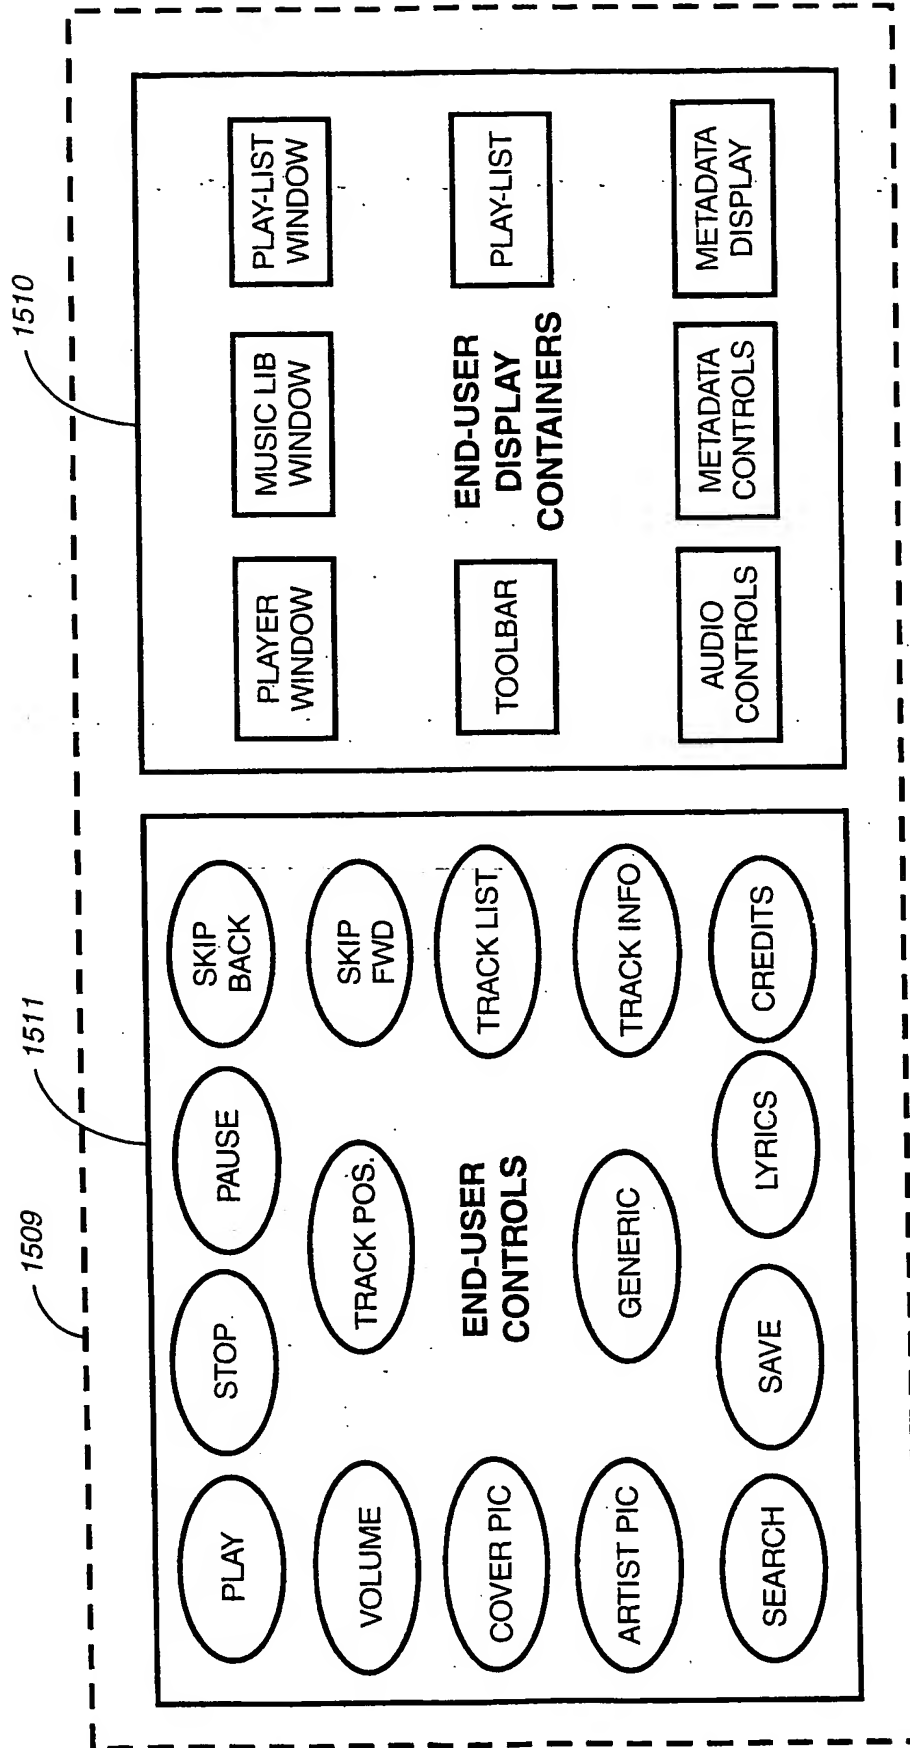 1509
1511
1510
PLAY
STOP
PAUSE
SKIP
BACK
VOLUME
TRACK POS.
SKIP
FWD
COVER PIC
END-USER
CONTROLS
TRACK LIST
ARTIST PIC
GENERIC
TRACK INFO
SEARCH
SAVE
LYRICS
CREDITS
PLAYER
WINDOW
MUSIC LIB
WINDOW
PLAY-LIST
WINDOW
TOOLBAR
END-USER
DISPLAY
CONTAINERS
PLAY-LIST
AUDIO
CONTROLS
METADATA
CONTROLS
METADATA
DISPLAY